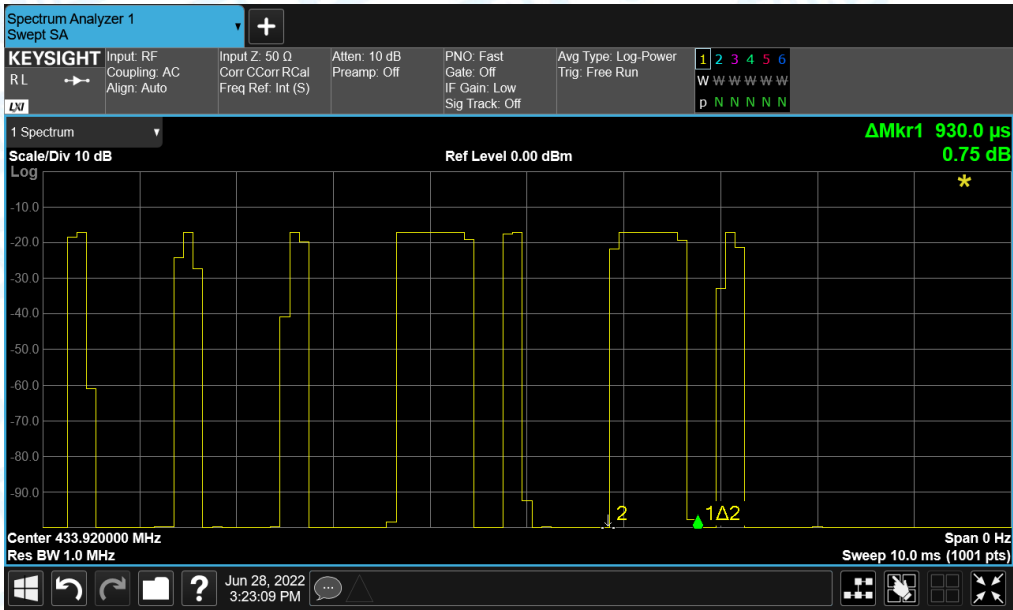 Spectrum Analyzer 1
Swept SA
+
KEYSIGHT
R L
LXI
Input: RF
Coupling: AC
Align: Auto
Input Z: 50 Ω
Corr CCorr RCal
Freq Ref: Int (S)
Atten: 10 dB
Preamp: Off
PNO: Fast
Gate: Off
IF Gain: Low
Sig Track: Off
Avg Type: Log-Power
Trig: Free Run
1 2 3 4 5 6
W W W W W W
p N N N N N
1 Spectrum
ΔMkr1 930.0 µs
0.75 dB
Scale/Div 10 dB
Ref Level 0.00 dBm
Log
-10.0
-20.0
-30.0
-40.0
-50.0
-60.0
-70.0
-80.0
-90.0
2
1Δ2
Center 433.920000 MHz
Span 0 Hz
Res BW 1.0 MHz
Sweep 10.0 ms (1001 pts)
?
Jun 28, 2022
3:23:09 PM